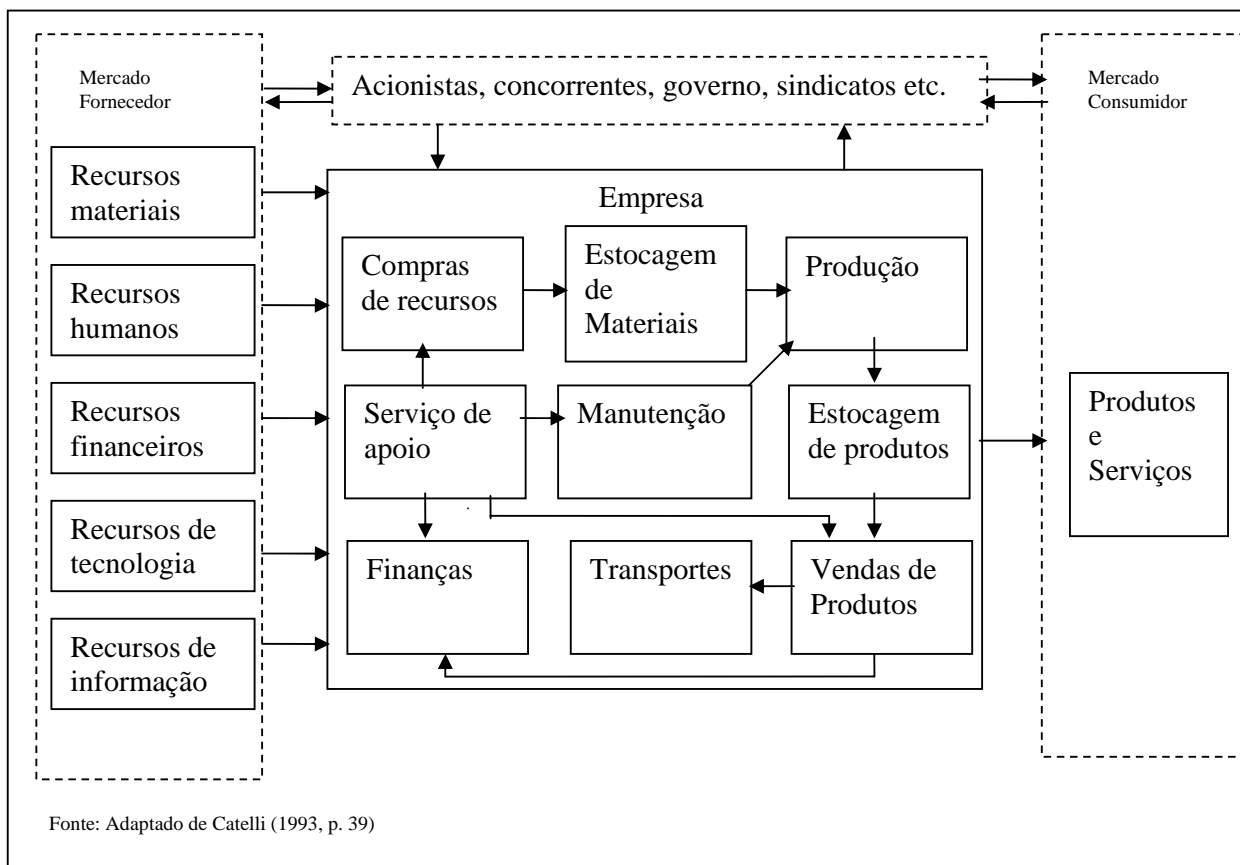 Mercado
Fornecedor
Acionistas, concorrentes, governo, sindicatos etc.
Mercado
Consumidor
Recursos
materiais
Recursos
humanos
Recursos
financeiros
Recursos de
tecnologia
Recursos de
informação
Empresa
Compras
de recursos
Estocagem
de
Materiais
Produção
Serviço de
apoio
Manutenção
Estocagem
de produtos
Finanças
Transportes
Vendas de
Produtos
Produtos
e
Serviços
Fonte: Adaptado de Catelli (1993, p. 39)